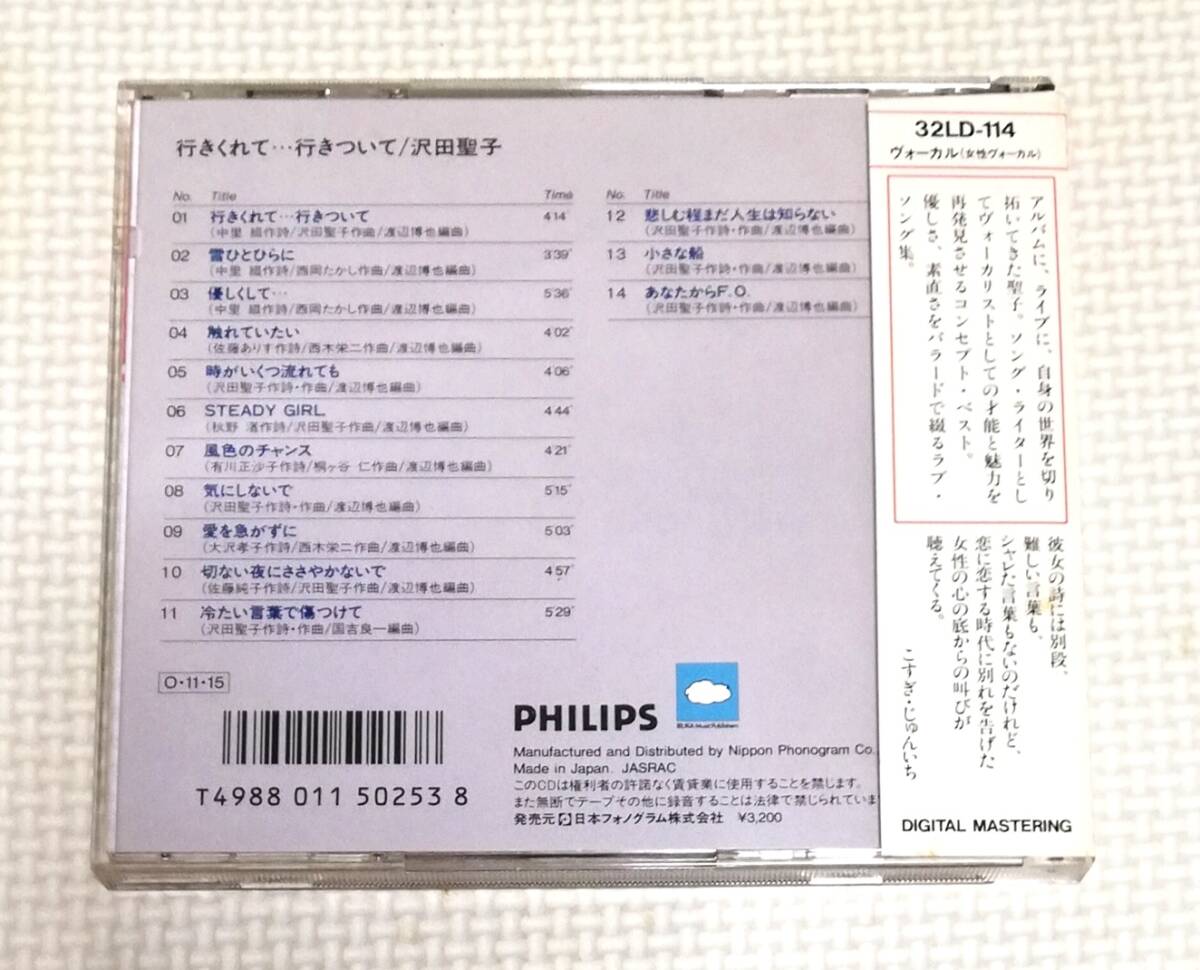 行きくれて…行きついて/沢田聖子
No. Title Time
01 行きくれて…行きついて 4'14"
(中里 綴作詩/沢田聖子作曲/渡辺博也編曲)
02 雪ひとひらに 3'39"
(中里 綴作詩/西岡たかし作曲/渡辺博也編曲)
03 優しくして… 5'36"
(中里 綴作詩/西岡たかし作曲/渡辺博也編曲)
04 触れていたい 4'02"
(佐藤ありす作詩/西木栄二作曲/渡辺博也編曲)
05 時がいくつ流れても 4'06"
(沢田聖子作詩・作曲/渡辺博也編曲)
06 STEADY GIRL 4'44"
(秋野 渚作詩/沢田聖子作曲/渡辺博也編曲)
07 風色のチャンス 4'21"
(有川正沙子作詩/桐ヶ谷 仁作曲/渡辺博也編曲)
08 気にしないで 5'15"
(沢田聖子作詩・作曲/渡辺博也編曲)
09 愛を急がずに 5'03"
(大沢孝子作詩/西木栄二作曲/渡辺博也編曲)
10 切ない夜にささやかないで 4'57"
(佐藤純子作詩/沢田聖子作曲/渡辺博也編曲)
11 冷たい言葉で傷つけて 5'29"
(沢田聖子作詩・作曲/国吉良一編曲)
No. Title
12 悲しむ程まだ人生は知らない
(沢田聖子作詩・作曲/渡辺博也編曲)
13 小さな船
(沢田聖子作詩・作曲/渡辺博也編曲)
14 あなたからF.O.
(沢田聖子作詩・作曲/渡辺博也編曲)
O・11・15
T4988011502538
PHILIPS
Manufactured and Distributed by Nippon Phonogram Co.,
Made in Japan. JASRAC
このCDは権利者の許諾なく賃貸業に使用することを禁じます。
また無断でテープその他に録音することは法律で禁じられていま
発売元 日本フォノグラム株式会社 ¥3,200
32LD-114
ヴォーカル(女性ヴォーカル)
アルバムに、ライブに、自身の世界を切り
拓いてきた聖子。ソング・ライターとし
てヴォーカリストとしての才能と魅力を
再発見させるコンセプト・ベスト。
優しさ、素直さをバラードで綴るラブ・
ソング集。
彼女の詩には別段、
難しい言葉も、
シャレた言葉もないのだけれど、
恋に恋する時代に別れを告げた
女性の心の底からの叫びが
聴えてくる。
こすぎ・じゅんいち
DIGITAL MASTERING